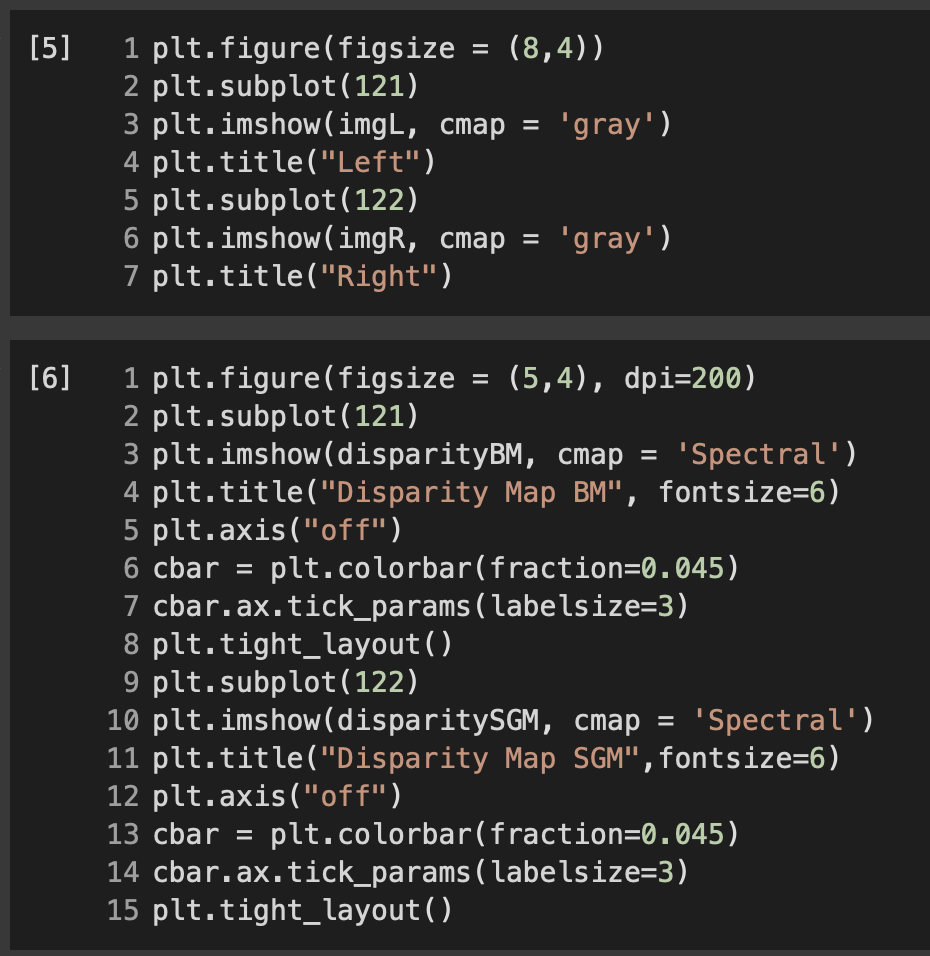 [5] 1 plt.figure(figsize = (8,4))
2 plt.subplot(121)
3 plt.imshow(imgL, cmap = 'gray')
4 plt.title("Left")
5 plt.subplot(122)
6 plt.imshow(imgR, cmap = 'gray')
7 plt.title("Right")
[6] 1 plt.figure(figsize = (5,4), dpi=200)
2 plt.subplot(121)
3 plt.imshow(disparityBM, cmap = 'Spectral')
4 plt.title("Disparity Map BM", fontsize=6)
5 plt.axis("off")
6 cbar = plt.colorbar(fraction=0.045)
7 cbar.ax.tick_params(labelsize=3)
8 plt.tight_layout()
9 plt.subplot(122)
10 plt.imshow(disparitySGM, cmap = 'Spectral')
11 plt.title("Disparity Map SGM",fontsize=6)
12 plt.axis("off")
13 cbar = plt.colorbar(fraction=0.045)
14 cbar.ax.tick_params(labelsize=3)
15 plt.tight_layout()